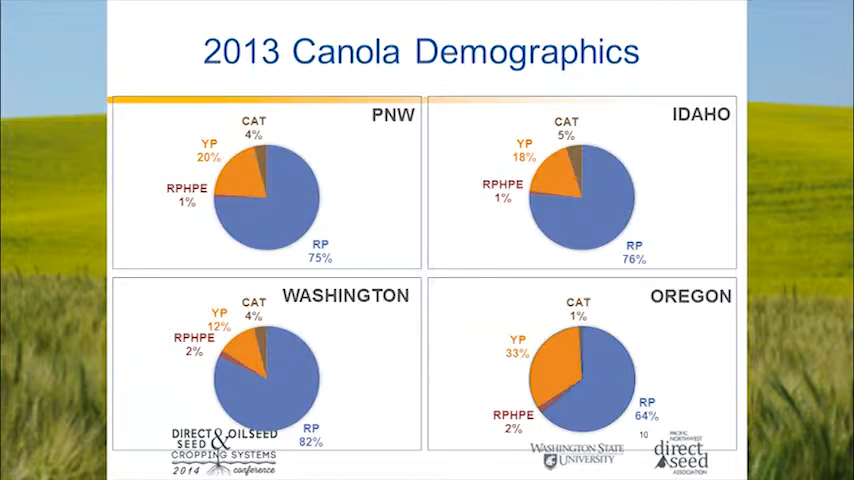 2013 Canola Demographics
PNW
CAT
4%
YP
20%
RPHPE
1%
RP
75%
IDAHO
CAT
5%
YP
18%
RPHPE
1%
RP
76%
WASHINGTON
CAT
4%
YP
12%
RPHPE
2%
RP
82%
OREGON
CAT
1%
YP
33%
RPHPE
2%
RP
64%
10
DIRECT & OILSEED
SEED
CROPPING SYSTEMS
2014 conference
WASHINGTON STATE
UNIVERSITY
PACIFIC
NORTHWEST
direct
seed
ASSOCIATION